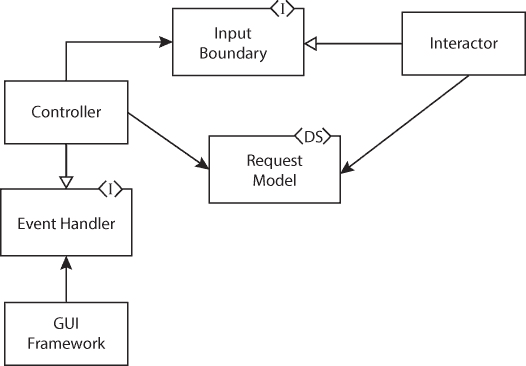 <I>
Input
Boundary
Interactor
Controller
<DS>
Request
Model
<I>
Event Handler
GUI
Framework